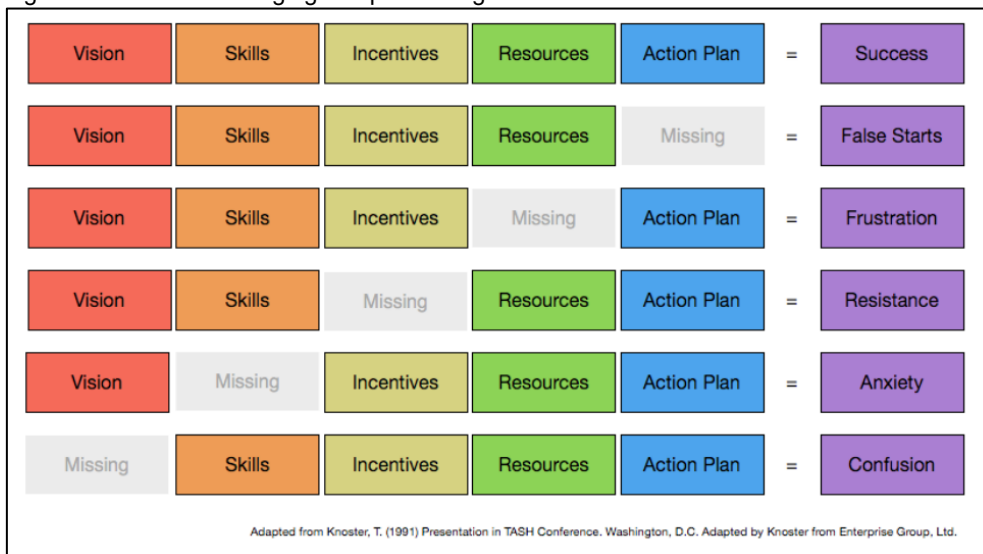 Vision Skills Incentives Resources Action Plan = Success
Vision Skills Incentives Resources Missing = False Starts
Vision Skills Incentives Missing Action Plan = Frustration
Vision Skills Missing Resources Action Plan = Resistance
Vision Missing Incentives Resources Action Plan = Anxiety
Missing Skills Incentives Resources Action Plan = Confusion
Adapted from Knoster, T. (1991) Presentation in TASH Conference. Washington, D.C. Adapted by Knoster from Enterprise Group, Ltd.